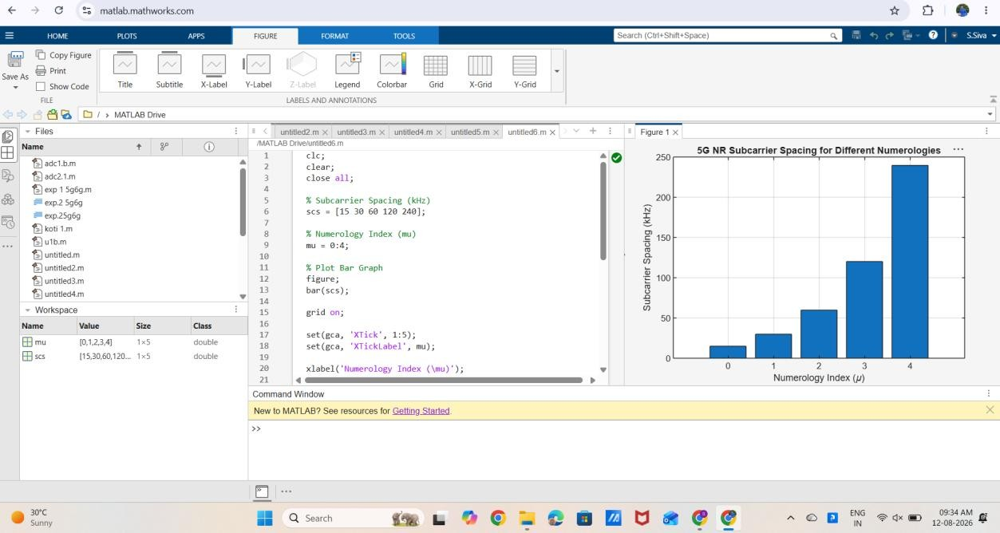 matlab.mathworks.com
HOME PLOTS APPS FIGURE FORMAT TOOLS Search (Ctrl+Shift+Space) S.Siva
Save As
Copy Figure
Print
Show Code
FILE
Title Subtitle X-Label Y-Label Z-Label Legend Colorbar Grid X-Grid Y-Grid
LABELS AND ANNOTATIONS
/ > MATLAB Drive
Files
Name
adc1.b.m
adc2.1.m
exp 1 5g6g.m
exp.2 5g6g
exp.25g6g
koti 1.m
u1b.m
untitled.m
untitled2.m
untitled3.m
untitled4.m
Workspace
Name Value Size Class
mu [0,1,2,3,4] 1×5 double
scs [15,30,60,120... 1×5 double
untitled2.m untitled3.m untitled4.m untitled5.m untitled6.m
/MATLAB Drive/untitled6.m
1 clc;
2 clear;
3 close all;
4
5 % Subcarrier Spacing (kHz)
6 scs = [15 30 60 120 240];
7
8 % Numerology Index (mu)
9 mu = 0:4;
10
11 % Plot Bar Graph
12 figure;
13 bar(scs);
14
15 grid on;
16
17 set(gca, 'XTick', 1:5);
18 set(gca, 'XTickLabel', mu);
19
20 xlabel('Numerology Index (\mu)');
21
Figure 1
5G NR Subcarrier Spacing for Different Numerologies
Subcarrier Spacing (kHz)
250
200
150
100
50
0
0 1 2 3 4
Numerology Index (μ)
Command Window
New to MATLAB? See resources for Getting Started.
>>
30°C
Sunny
Search
ENG
IN
09:34 AM
12-08-2026